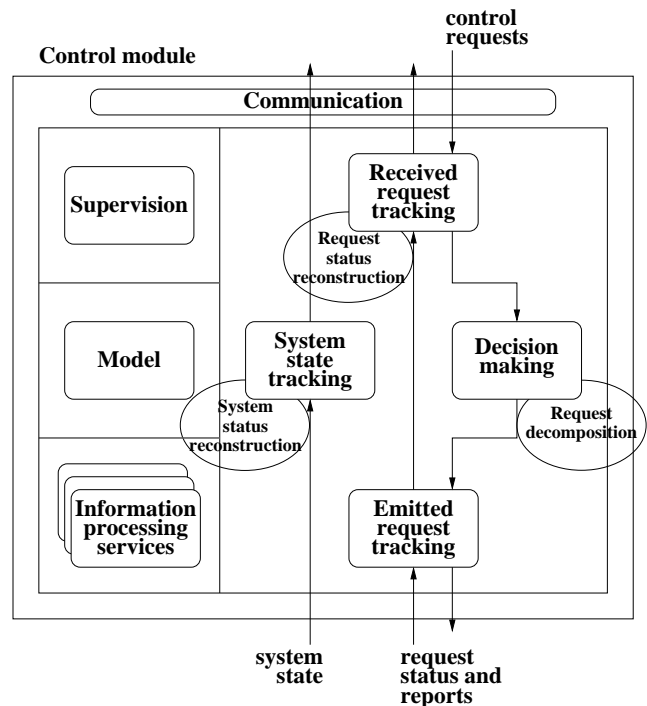 control
requests
Control module
Communication
Supervision
Received
request
tracking
Request
status
reconstruction
Model
System
state
tracking
Decision
making
System
status
reconstruction
Request
decomposition
Information
processing
services
Emitted
request
tracking
system
state
request
status and
reports